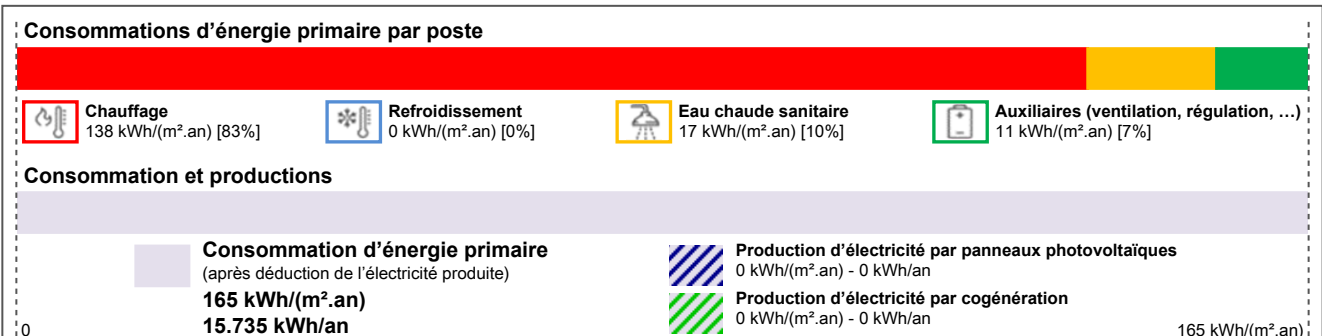 Consommations d’énergie primaire par poste
Chauffage
138 kWh/(m².an) [83%]
Refroidissement
0 kWh/(m².an) [0%]
Eau chaude sanitaire
17 kWh/(m².an) [10%]
Auxiliaires (ventilation, régulation, …)
11 kWh/(m².an) [7%]
Consommation et productions
Consommation d’énergie primaire
(après déduction de l’électricité produite)
165 kWh/(m².an)
15.735 kWh/an
Production d’électricité par panneaux photovoltaïques
0 kWh/(m².an) - 0 kWh/an
Production d’électricité par cogénération
0 kWh/(m².an) - 0 kWh/an
0
165 kWh/(m².an)